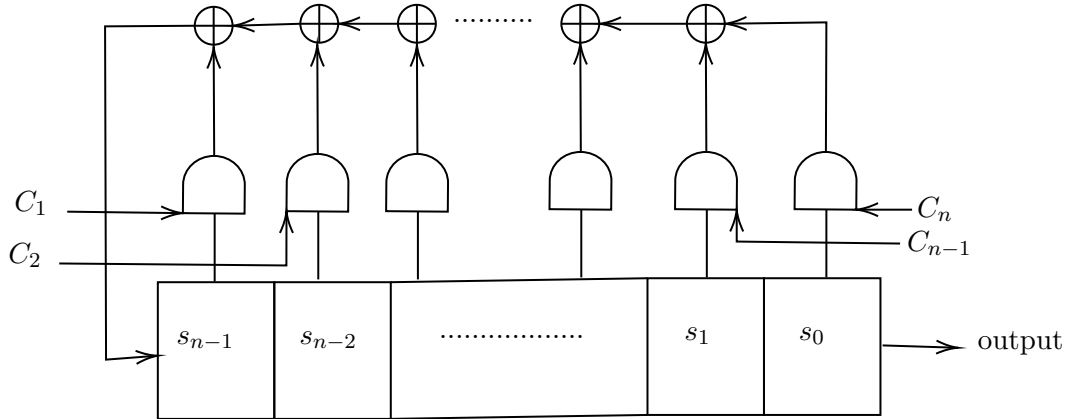 ..........
C₁
C₂
Cₙ
Cₙ₋₁
sₙ₋₁ sₙ₋₂ .................. s₁ s₀ output